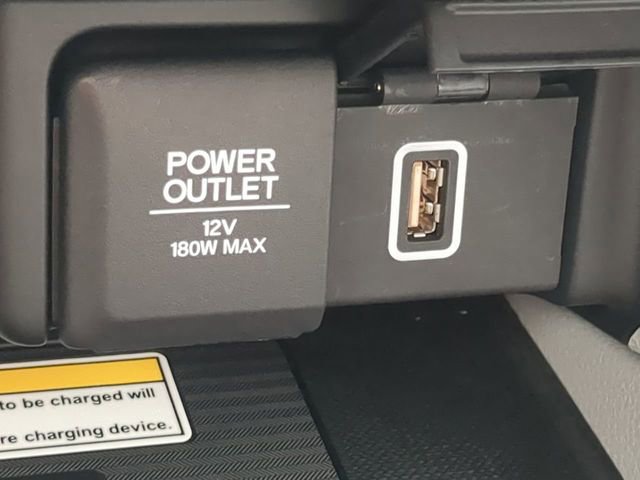 POWER
OUTLET
12V
180W MAX
to be charged will
re charging device.